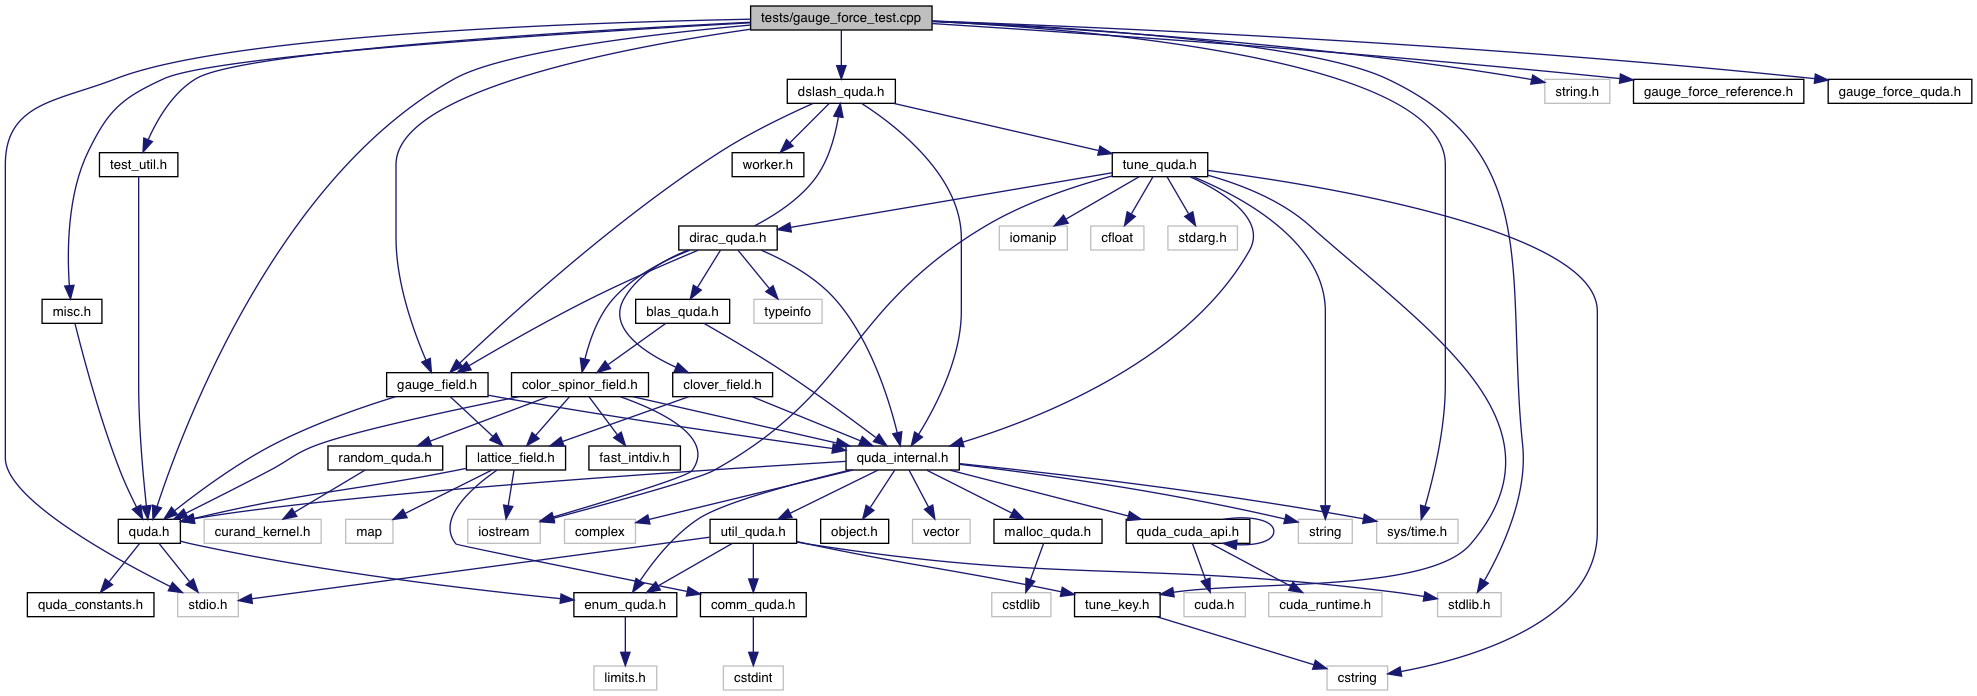 tests/gauge_force_test.cpp
dslash_quda.h
string.h
gauge_force_reference.h
gauge_force_quda.h
test_util.h
worker.h
tune_quda.h
dirac_quda.h
iomanip
cfloat
stdarg.h
misc.h
blas_quda.h
typeinfo
gauge_field.h
color_spinor_field.h
clover_field.h
random_quda.h
lattice_field.h
fast_intdiv.h
quda_internal.h
quda.h
curand_kernel.h
map
iostream
complex
util_quda.h
object.h
vector
malloc_quda.h
quda_cuda_api.h
string
sys/time.h
quda_constants.h
stdio.h
enum_quda.h
comm_quda.h
cstdlib
tune_key.h
cuda.h
cuda_runtime.h
stdlib.h
limits.h
cstdint
cstring